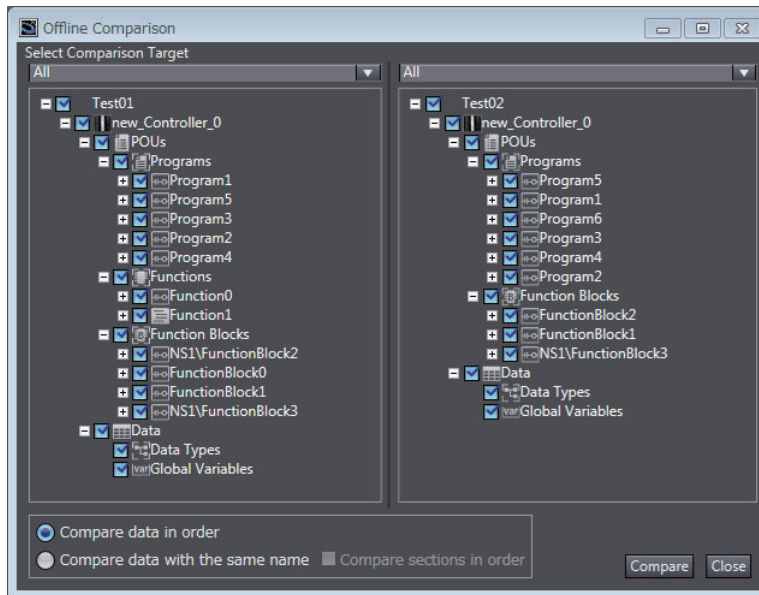 Offline Comparison
Select Comparison Target
All
Test01
new_Controller_0
POUs
Programs
Program1
Program5
Program3
Program2
Program4
Functions
Function0
Function1
Function Blocks
NS1\FunctionBlock2
FunctionBlock0
FunctionBlock1
NS1\FunctionBlock3
Data
Data Types
var Global Variables
All
Test02
new_Controller_0
POUs
Programs
Program5
Program1
Program6
Program3
Program4
Program2
Function Blocks
FunctionBlock2
FunctionBlock1
NS1\FunctionBlock3
Data
Data Types
var Global Variables
Compare data in order
Compare data with the same name Compare sections in order
Compare Close